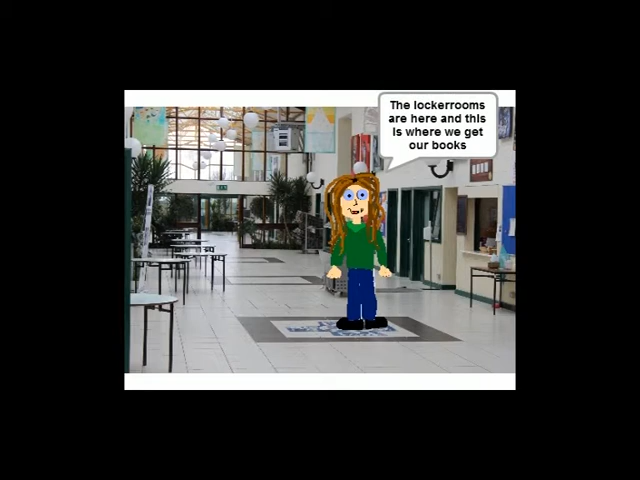 The lockerrooms
are here and this
is where we get
our books